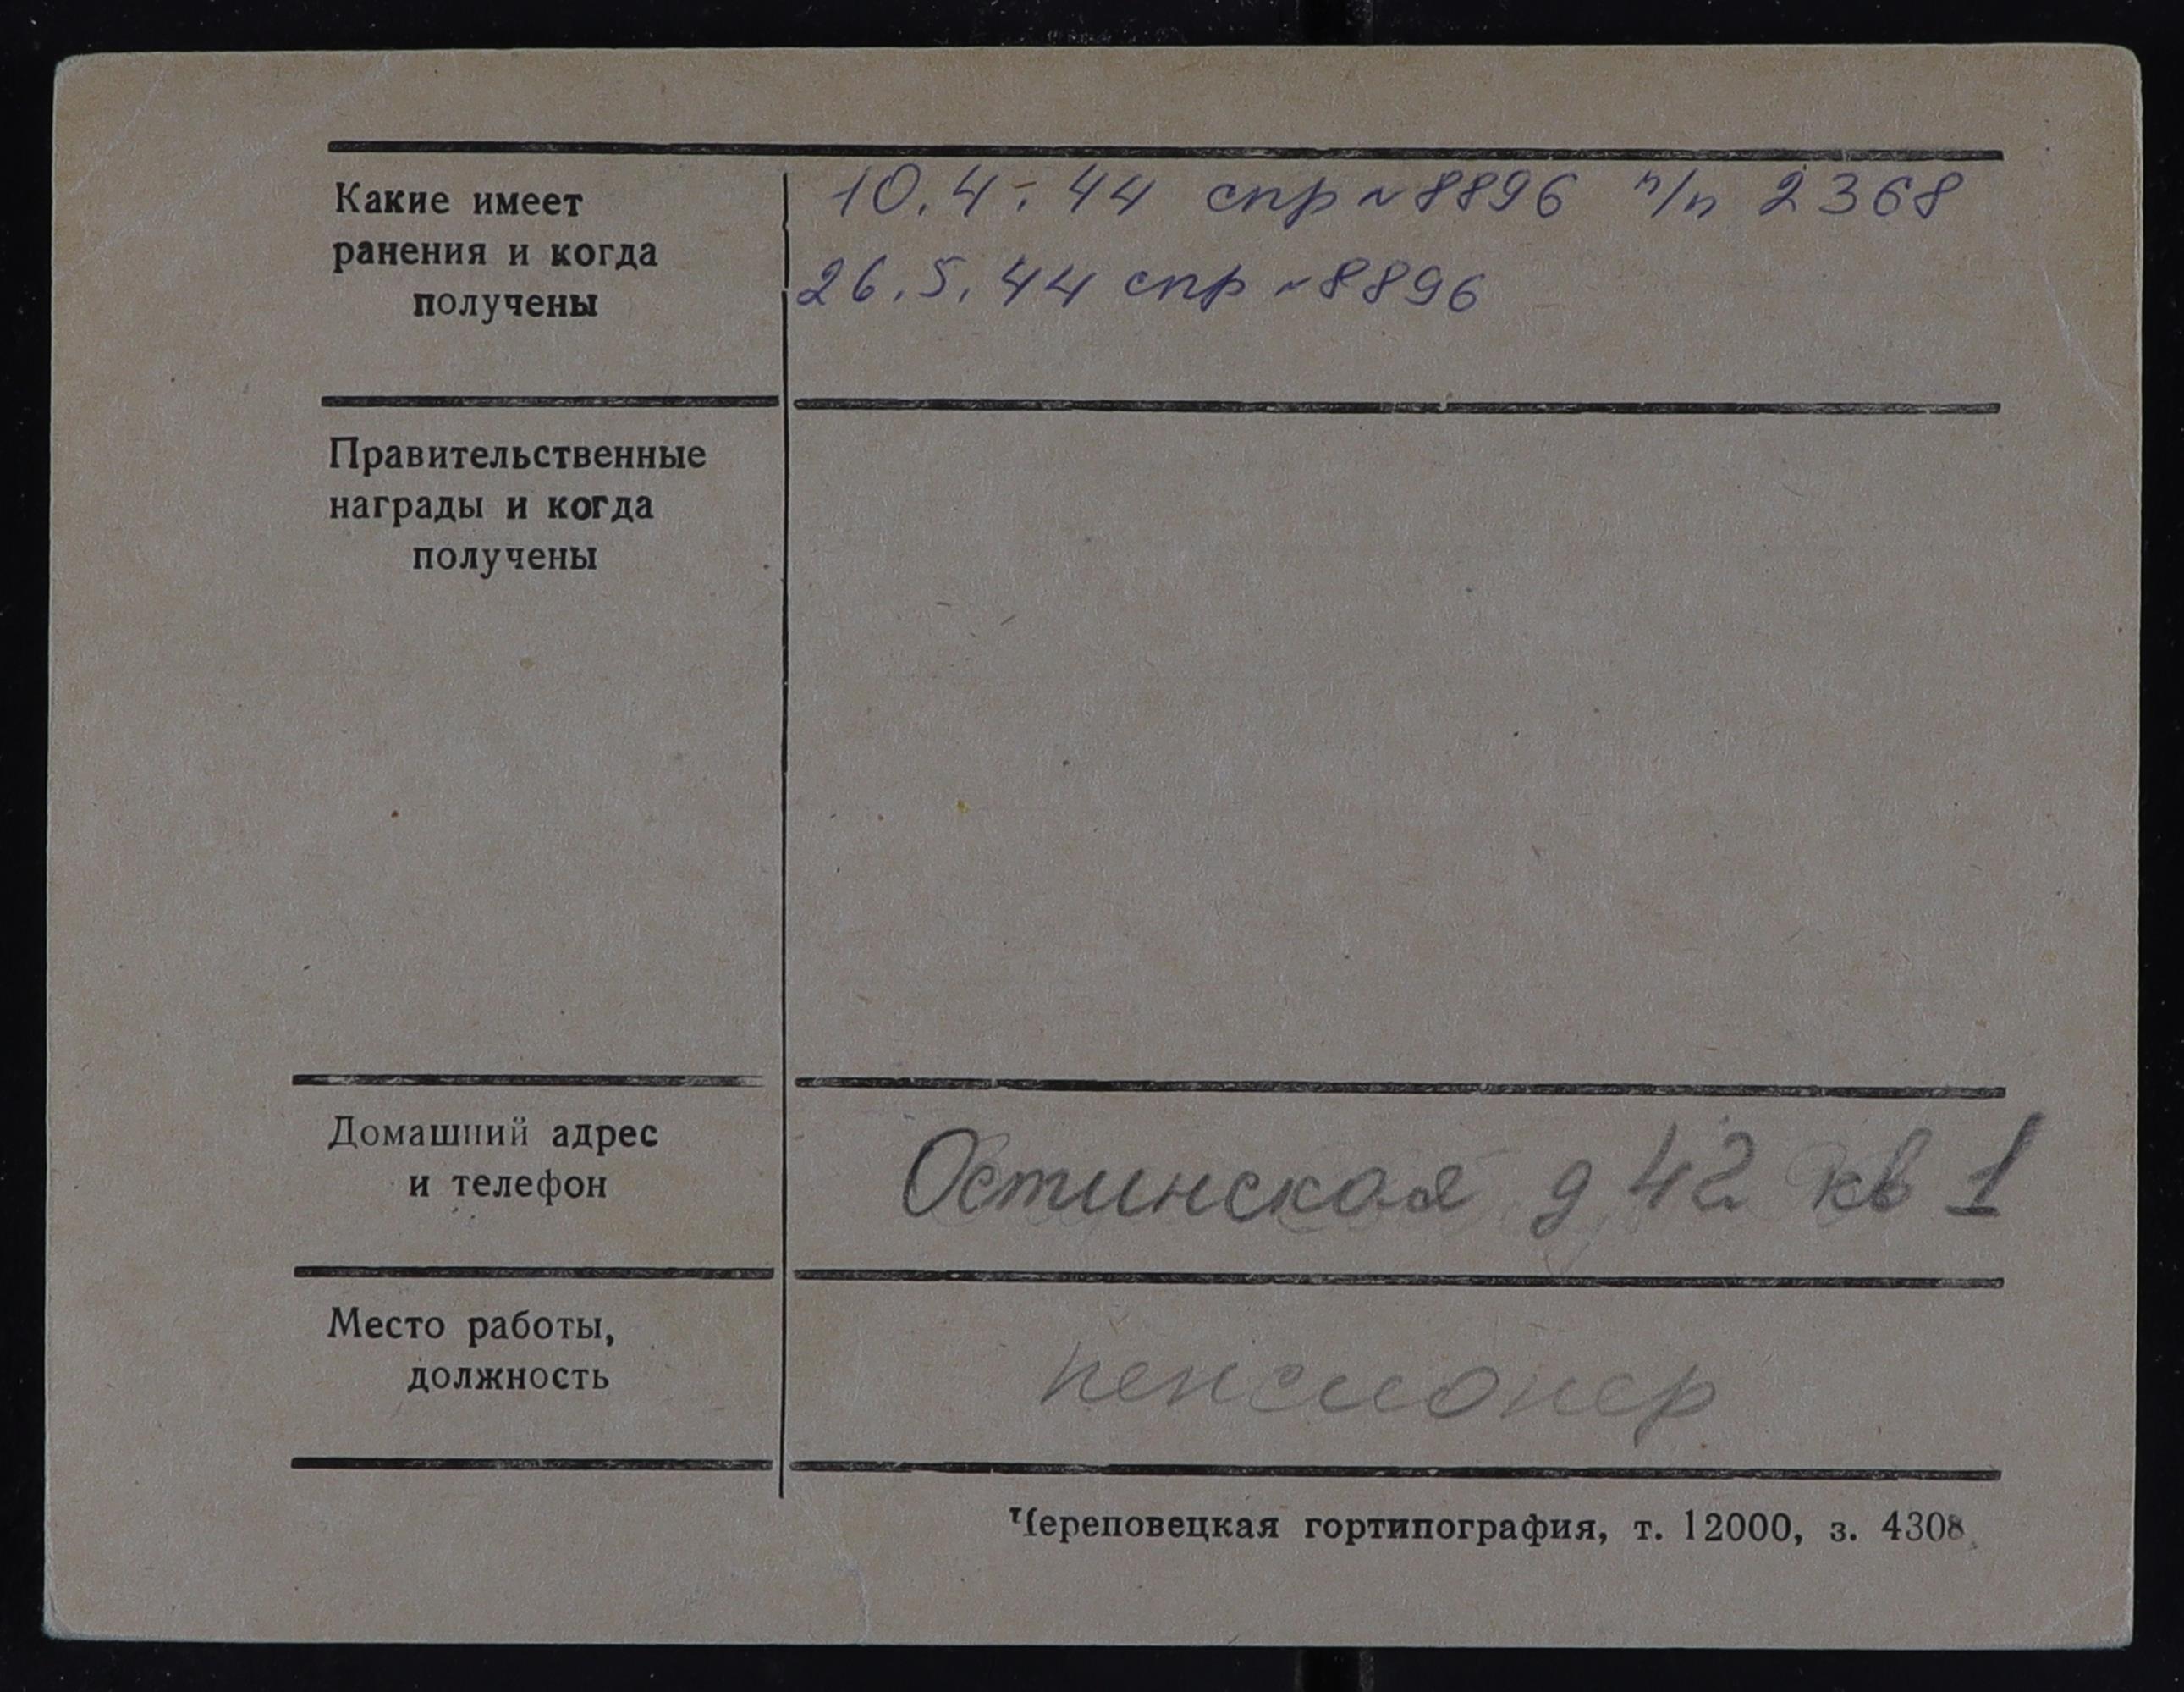 Какие имеет
ранения и когда
получены
10.4.44 спр №8896 п/п 2368
26.5.44 спр №8896
Правительственные
награды и когда
получены
Домашний адрес
и телефон
Остинская д 42 кв 1
Место работы,
должность
пенсионер
Череповецкая гортипография, т. 12000, з. 4308